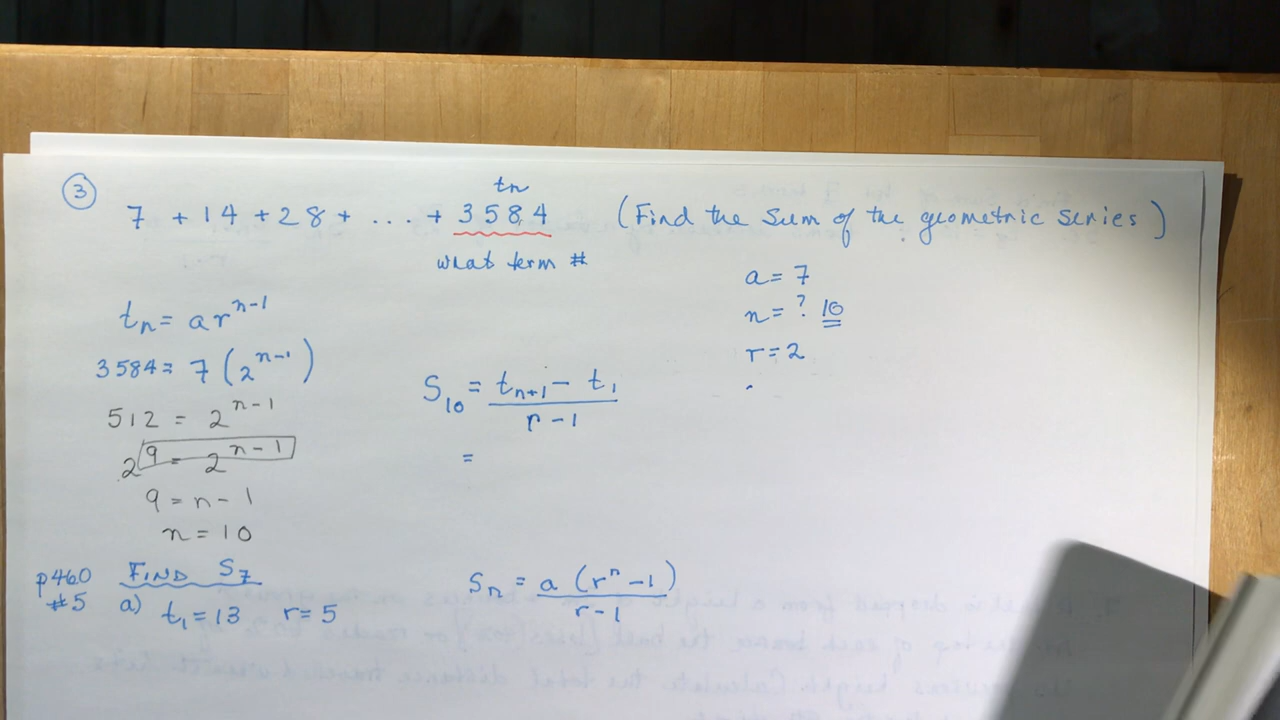 ③
tn
7 + 14 + 28 + ... + 3584 (Find the sum of the geometric series)
what term #
a = 7
n = ? 10
r = 2
tn = ar^n-1
3584 = 7 (2^n-1)
512 = 2^n-1
2^9 = 2^n-1
9 = n - 1
n = 10
S10 = tn+1 - t1
r - 1
=
p460 FIND S7
#5 a) t1 = 13 r = 5
Sn = a (r^n - 1)
r - 1